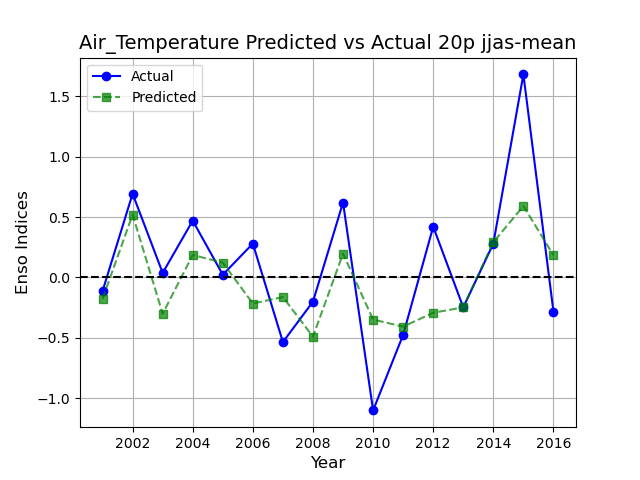 Air_Temperature Predicted vs Actual 20p jjas-mean
Actual
Predicted
1.5
1.0
0.5
0.0
−0.5
−1.0
Enso Indices
2002 2004 2006 2008 2010 2012 2014 2016
Year